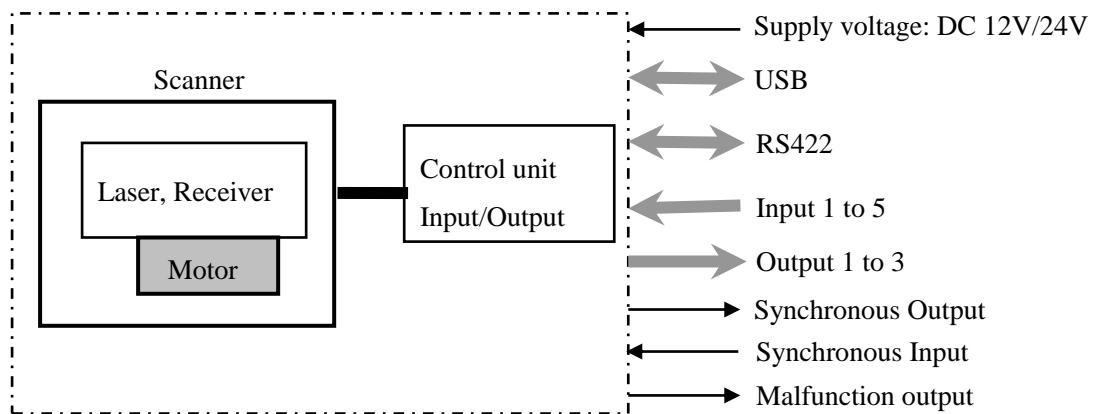 Supply voltage: DC 12V/24V
Scanner
USB
Control unit
Input/Output
RS422
Laser, Receiver
Input 1 to 5
Motor
Output 1 to 3
Synchronous Output
Synchronous Input
Malfunction output